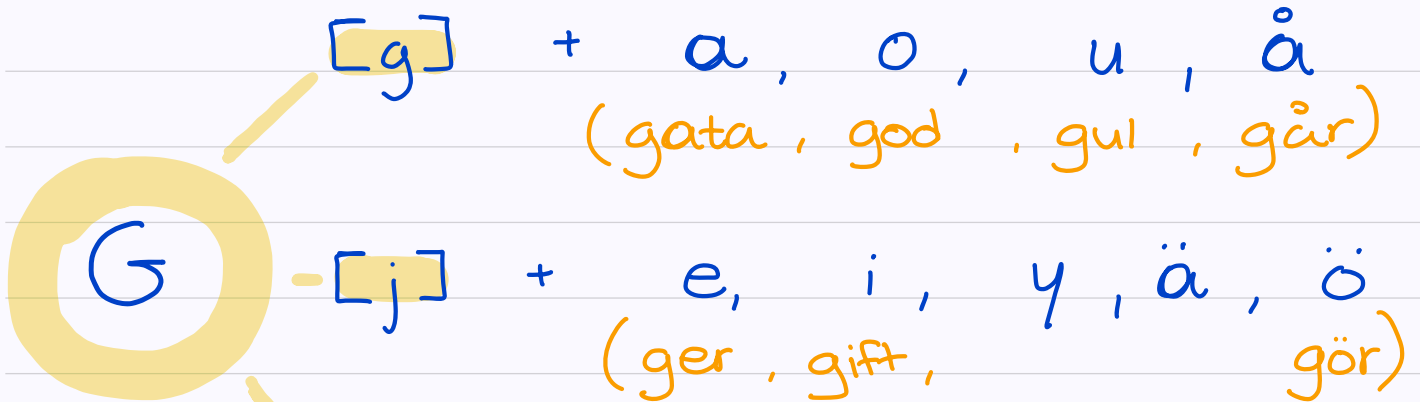 [g] + a, o, u, å
(gata, god, gul, går)
G [j] + e, i, y, ä, ö
(ger, gift, gör)